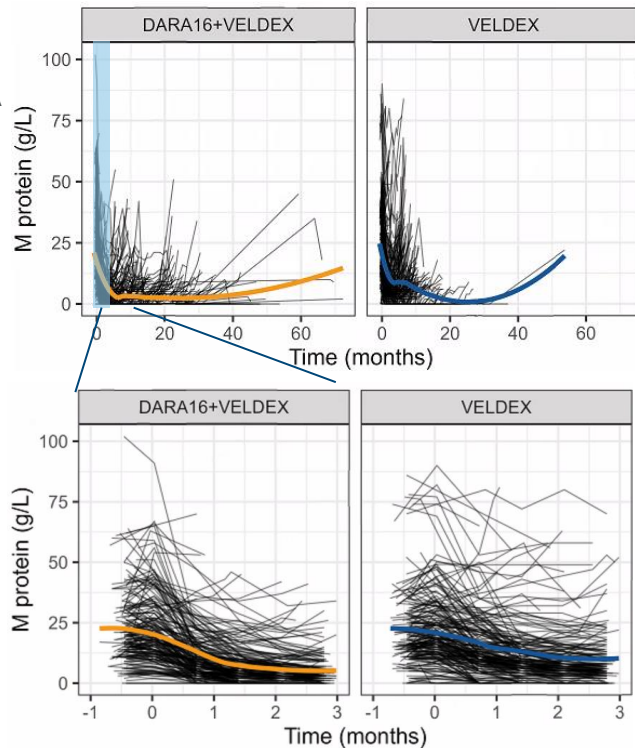 DARA16+VELDEX VELDEX
M protein (g/L)
100
75
50
25
0
0 20 40 60 0 20 40 60
Time (months)
DARA16+VELDEX VELDEX
M protein (g/L)
100
75
50
25
0
-1 0 1 2 3 -1 0 1 2 3
Time (months)